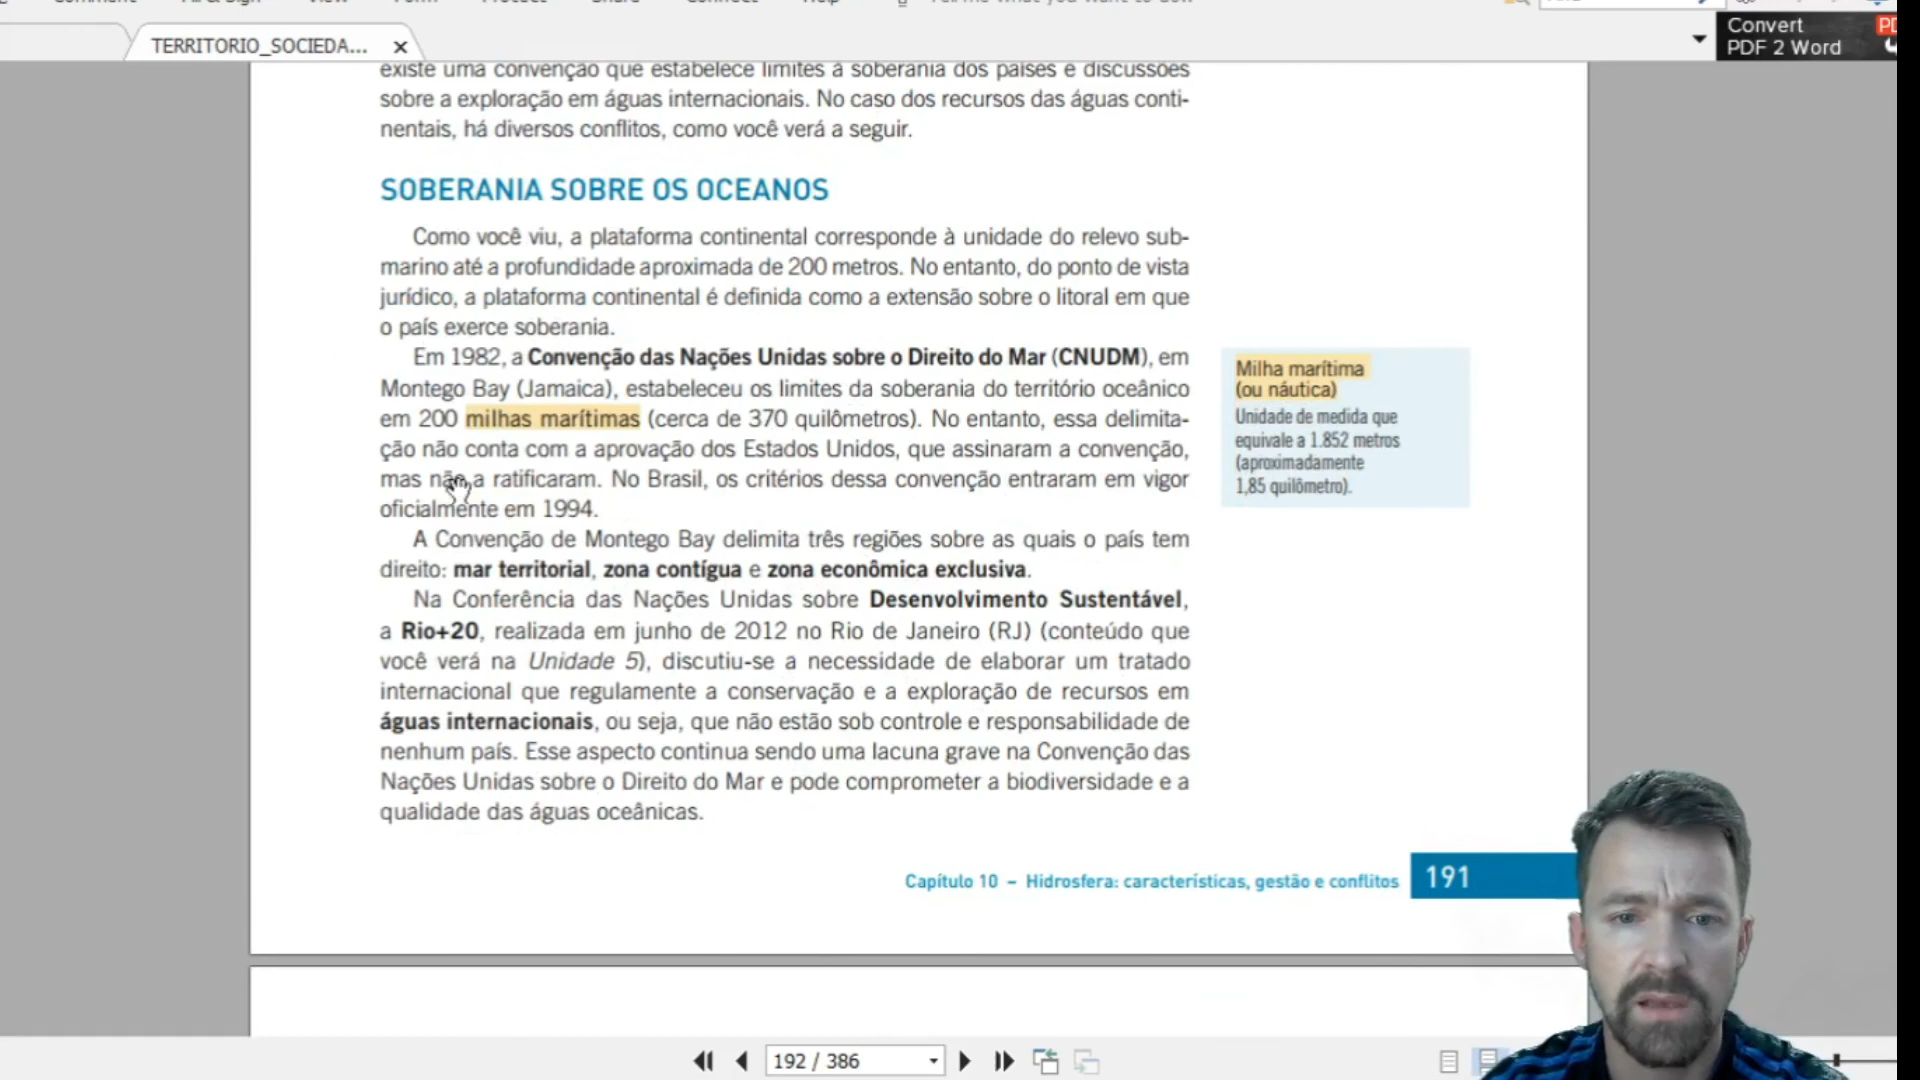 TERRITORIO_SOCIEDA...
Convert
PDF 2 Word
existe uma convenção que estabelece limites à soberania dos países e discussões
sobre a exploração em águas internacionais. No caso dos recursos das águas conti-
nentais, há diversos conflitos, como você verá a seguir.
SOBERANIA SOBRE OS OCEANOS
Como você viu, a plataforma continental corresponde à unidade do relevo sub-
marino até a profundidade aproximada de 200 metros. No entanto, do ponto de vista
jurídico, a plataforma continental é definida como a extensão sobre o litoral em que
o país exerce soberania.
Em 1982, a Convenção das Nações Unidas sobre o Direito do Mar (CNUDM), em
Montego Bay (Jamaica), estabeleceu os limites da soberania do território oceânico
em 200 milhas marítimas (cerca de 370 quilômetros). No entanto, essa delimita-
ção não conta com a aprovação dos Estados Unidos, que assinaram a convenção,
mas não a ratificaram. No Brasil, os critérios dessa convenção entraram em vigor
oficialmente em 1994.
A Convenção de Montego Bay delimita três regiões sobre as quais o país tem
direito: mar territorial, zona contígua e zona econômica exclusiva.
Na Conferência das Nações Unidas sobre Desenvolvimento Sustentável,
a Rio+20, realizada em junho de 2012 no Rio de Janeiro (RJ) (conteúdo que
você verá na Unidade 5), discutiu-se a necessidade de elaborar um tratado
internacional que regulamente a conservação e a exploração de recursos em
águas internacionais, ou seja, que não estão sob controle e responsabilidade de
nenhum país. Esse aspecto continua sendo uma lacuna grave na Convenção das
Nações Unidas sobre o Direito do Mar e pode comprometer a biodiversidade e a
qualidade das águas oceânicas.
Milha marítima
(ou náutica)
Unidade de medida que
equivale a 1.852 metros
(aproximadamente
1,85 quilômetro).
Capítulo 10 – Hidrosfera: características, gestão e conflitos 191
192 / 386